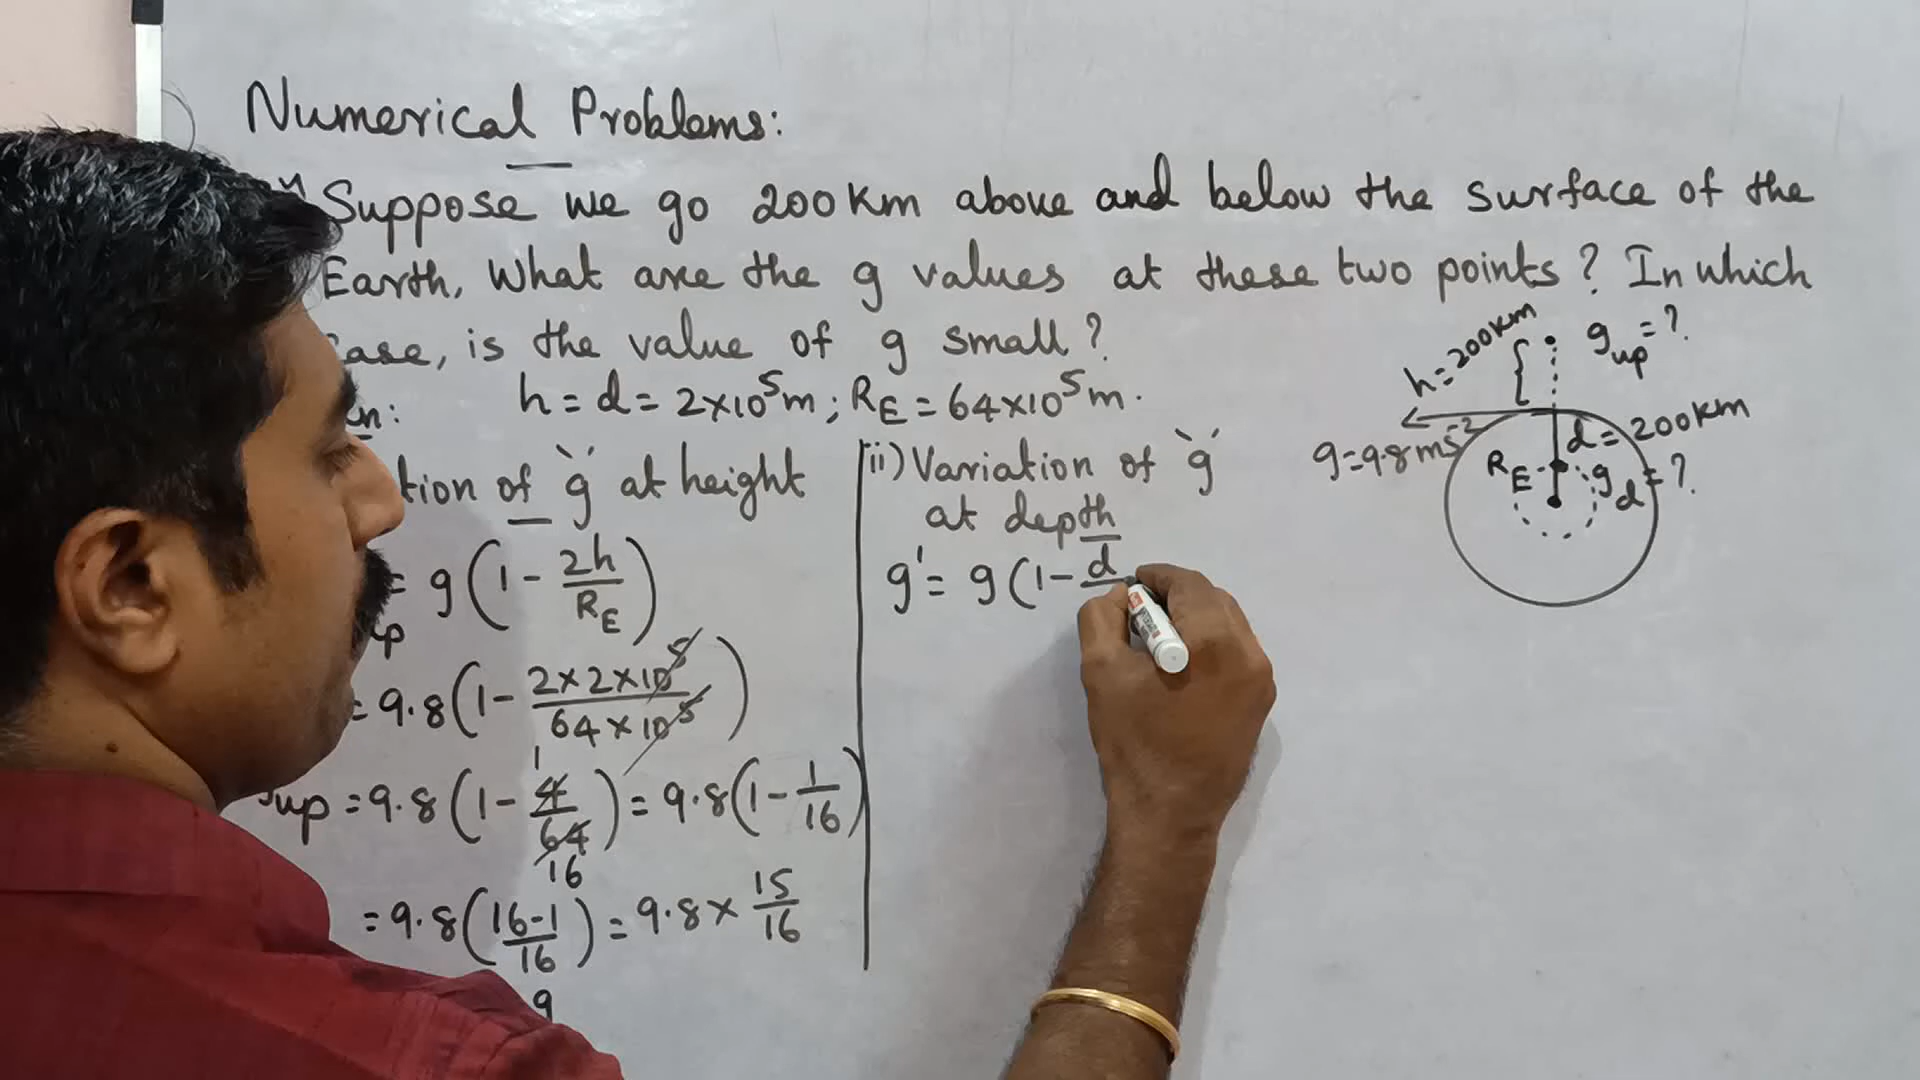 Numerical Problems:
Suppose we go 200km above and below the surface of the
Earth, What are the g values at these two points? In which
case, is the value of g small?
h = d = 2×10⁵m ; R_E = 64×10⁵m.
n:
tion of `g´ at height
= g(1 - 2h/R_E)
up
= 9.8(1 - 2×2×10⁵/64×10⁵)
up = 9.8(1 - 4/64) = 9.8(1 - 1/16)
1
16
= 9.8(16-1/16) = 9.8 × 15/16
g
ii) Variation of `g´
at depth
g' = g(1 - d
h = 200km
g_up = ?
g = 9.8ms⁻²
d = 200km
R_E
g_d = ?